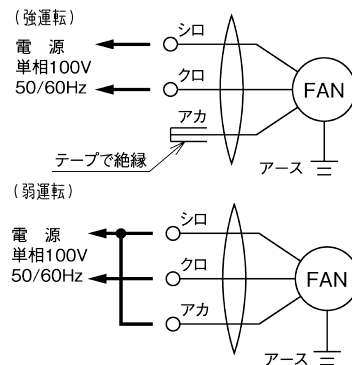 (強運転)
シロ
電 源
単相100V
50/60Hz
クロ
FAN
アカ
テープで絶縁
アース
(弱運転)
シロ
電 源
単相100V
50/60Hz
クロ
FAN
アカ
アース